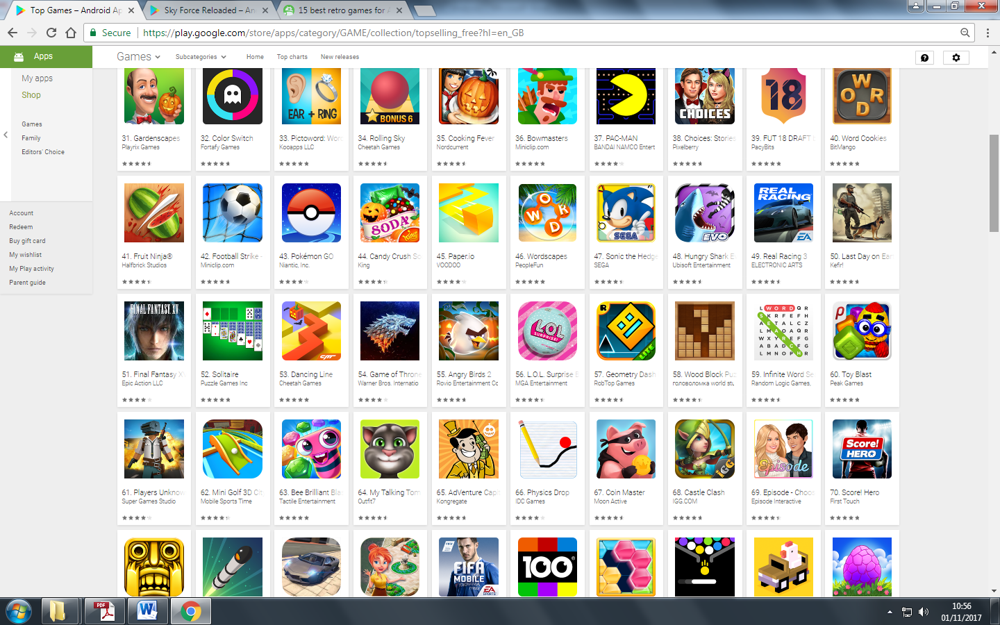 Top Games – Android Ap
Sky Force Reloaded – An
15 best retro games for A
Secure
https://play.google.com/store/apps/category/GAME/collection/topselling_free?hl=en_GB
Apps
Games
Subcategories
Home
Top charts
New releases
My apps
Shop
Games
Family
Editors' Choice
Account
Redeem
Buy gift card
My wishlist
My Play activity
Parent guide
EAR + RING
BONUS 6
CHOICES
18
WORD
31. Gardenscapes
Playrix Games
32. Color Switch
Fortafy Games
33. Pictoword: Wor
Kooapps LLC
34. Rolling Sky
Cheetah Games
35. Cooking Fever
Nordcurrent
36. Bowmasters
Miniclip.com
37. PAC-MAN
BANDAI NAMCO Entert
38. Choices: Stories
Pixelberry
39. FUT 18 DRAFT
PacyBits
40. Word Cookies
BitMango
SODA
King
WORD
SEGA
EVO
REAL RACING
EA
41. Fruit Ninja®
Halfbrick Studios
42. Football Strike -
Miniclip.com
43. Pokémon GO
Niantic, Inc.
44. Candy Crush So
King
45. Paper.io
VOODOO
46. Wordscapes
PeopleFun
47. Sonic the Hedge
SEGA
48. Hungry Shark E
Ubisoft Entertainment
49. Real Racing 3
ELECTRONIC ARTS
50. Last Day on Ear
Kefir!
FINAL FANTASY XV
LOL
SURPRISE!
R
LITE
WORD
51. Final Fantasy XV
Epic Action LLC
52. Solitaire
Puzzle Games Inc
53. Dancing Line
Cheetah Games
54. Game of Throne
Warner Bros. Internatio
55. Angry Birds 2
Rovio Entertainment Co
56. L.O.L. Surprise
MGA Entertainment
57. Geometry Dash
RobTop Games
58. Wood Block Puz
головоломка world stu
59. Infinite Word Se
Random Logic Games,
60. Toy Blast
Peak Games
IGG
Episode
Score!
HERO
61. Players Unknow
Super Games Studio
62. Mini Golf 3D Cit
Mobile Sports Time
63. Bee Brilliant Bla
Tactile Entertainment
64. My Talking Tom
Outfit7
65. AdVenture Capi
Kongregate
66. Physics Drop
IDC Games
67. Coin Master
Moon Active
68. Castle Clash
IGG.COM
69. Episode - Choos
Episode Interactive
70. Score! Hero
First Touch
FIFA
MOBILE
EA
SPORTS
100
PDF
10:56
01/11/2017